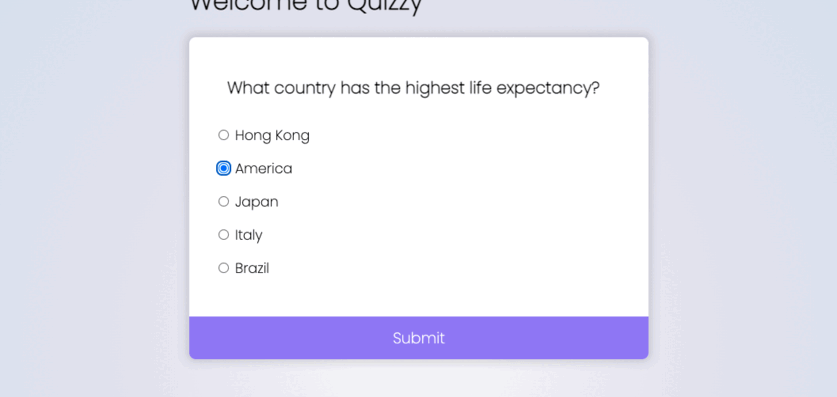 Welcome to Quizzy
What country has the highest life expectancy?
Hong Kong
America
Japan
Italy
Brazil
Submit